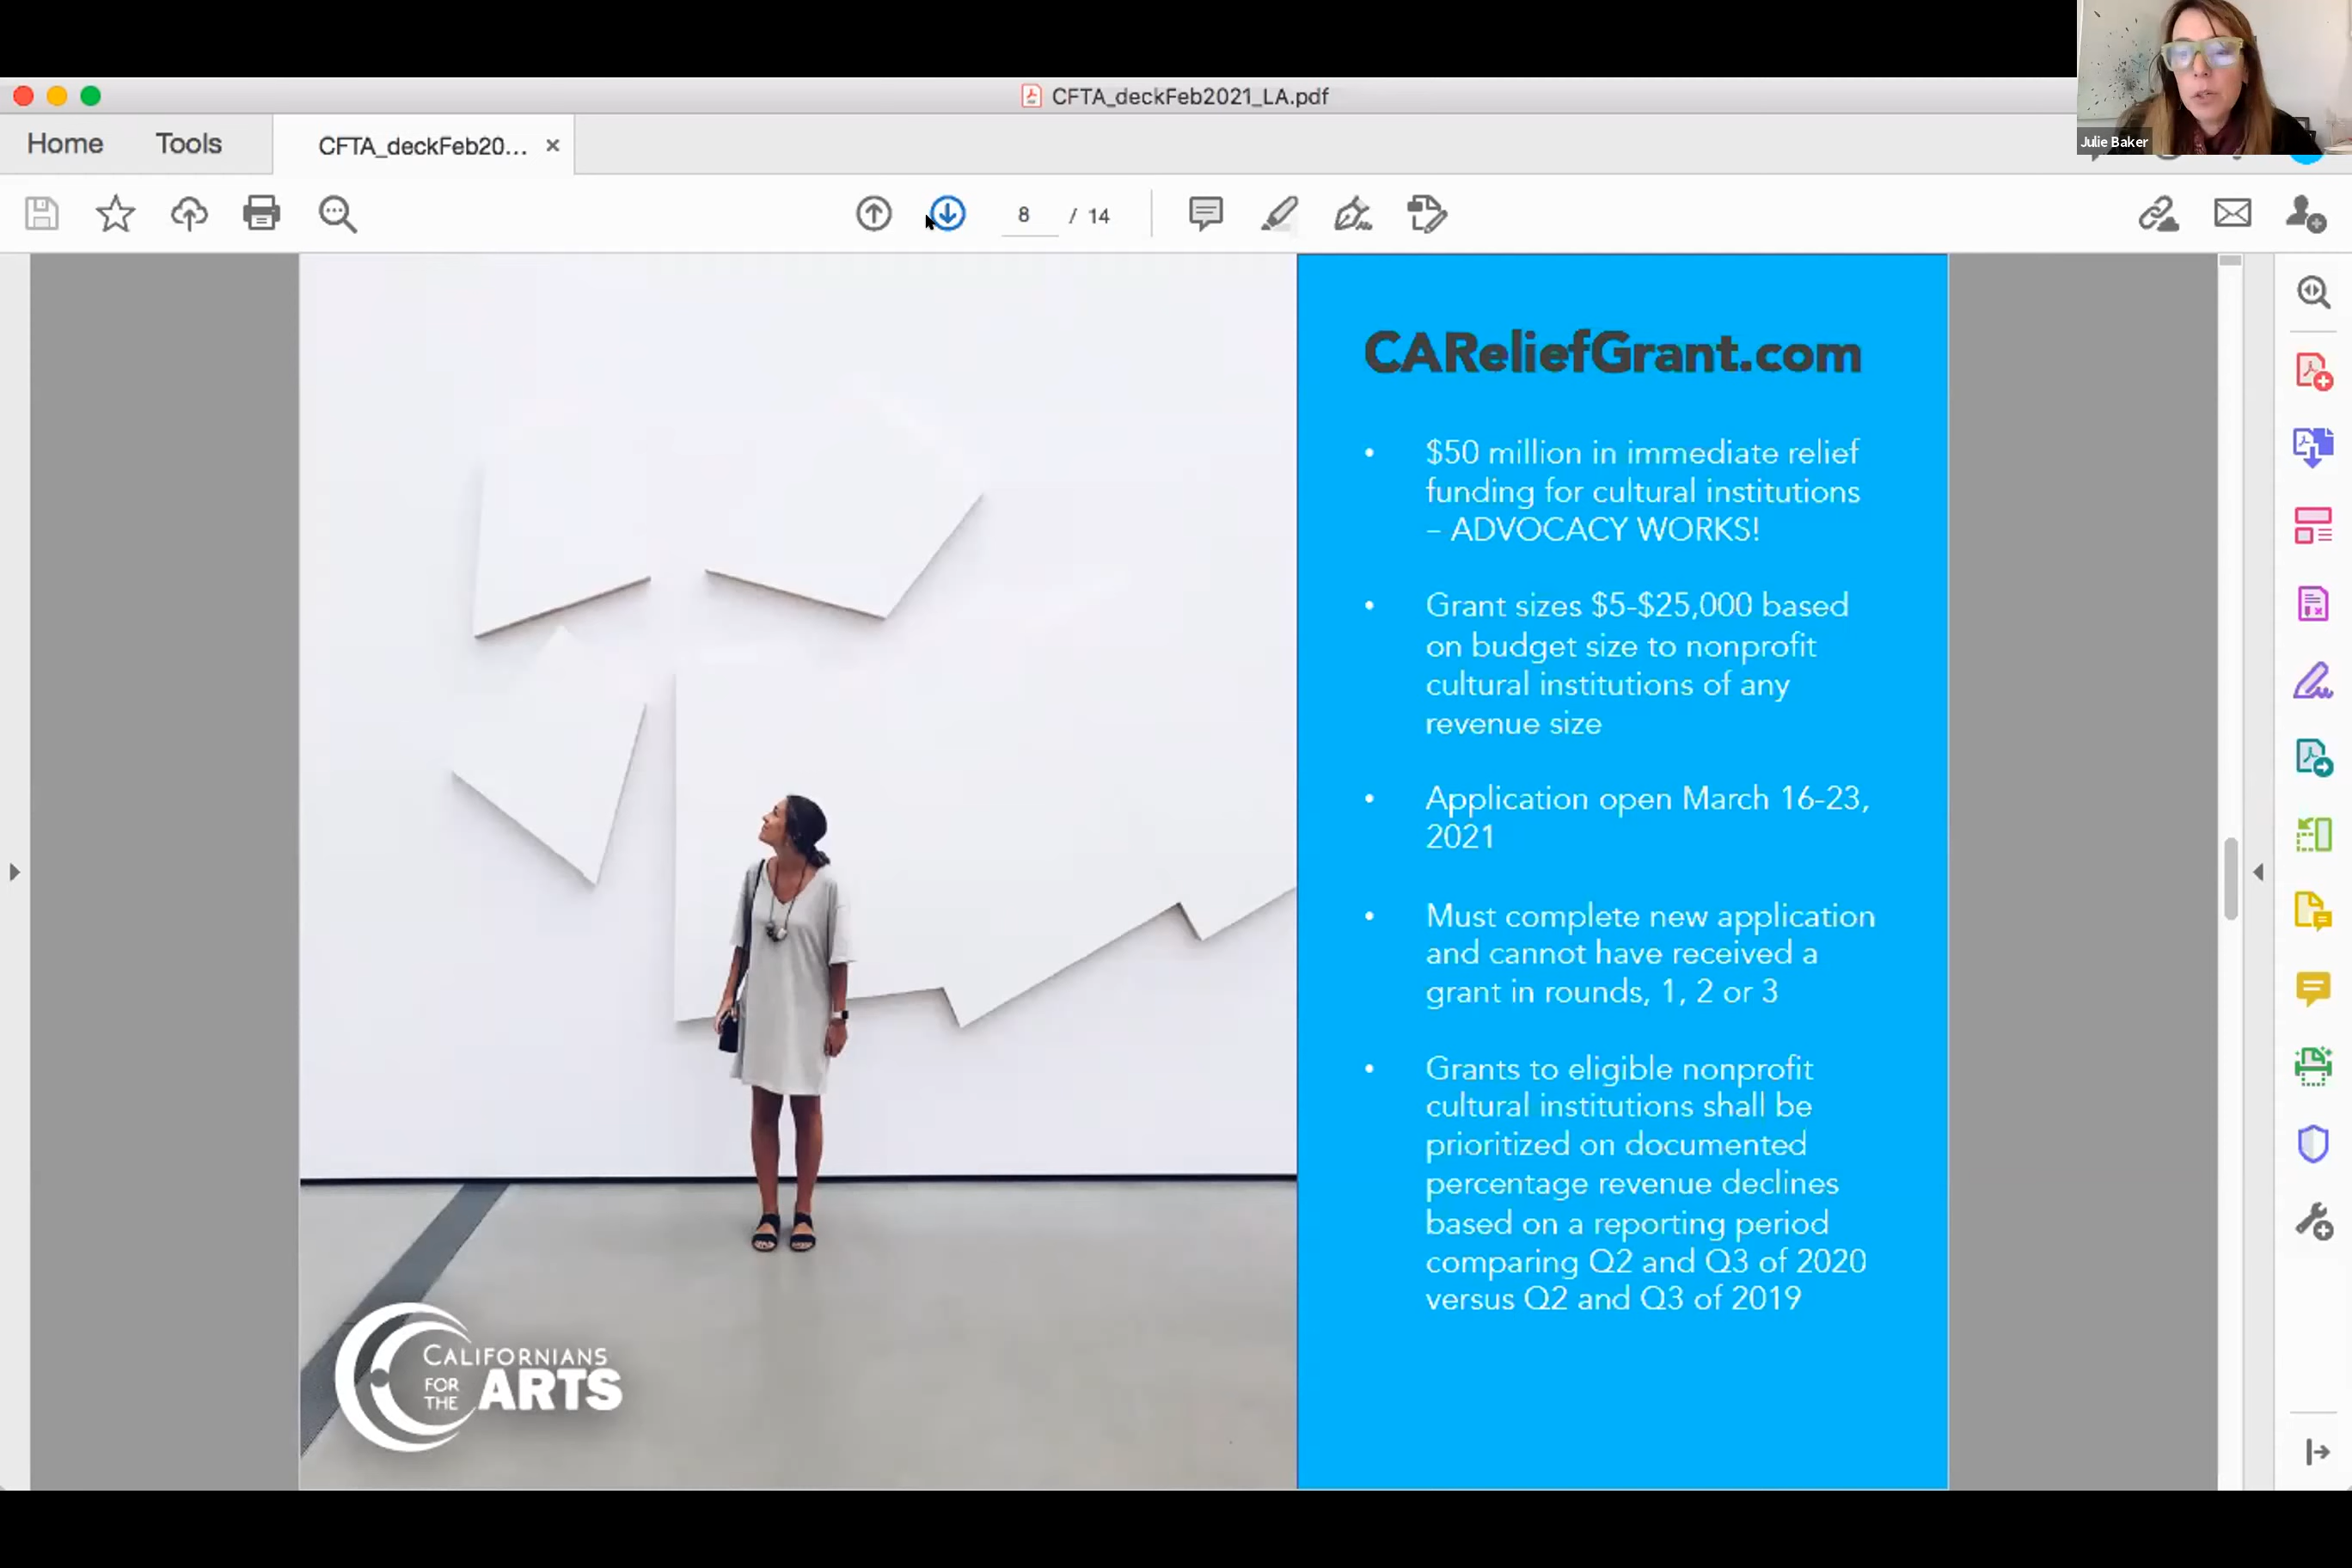 Julie Baker
CFTA_deckFeb2021_LA.pdf
Home
Tools
CFTA_deckFeb20...
8
/ 14
CAReliefGrant.com
• $50 million in immediate relief
funding for cultural institutions
– ADVOCACY WORKS!
• Grant sizes $5-$25,000 based
on budget size to nonprofit
cultural institutions of any
revenue size
• Application open March 16-23,
2021
• Must complete new application
and cannot have received a
grant in rounds, 1, 2 or 3
• Grants to eligible nonprofit
cultural institutions shall be
prioritized on documented
percentage revenue declines
based on a reporting period
comparing Q2 and Q3 of 2020
versus Q2 and Q3 of 2019
CALIFORNIANS
FOR
THE
ARTS